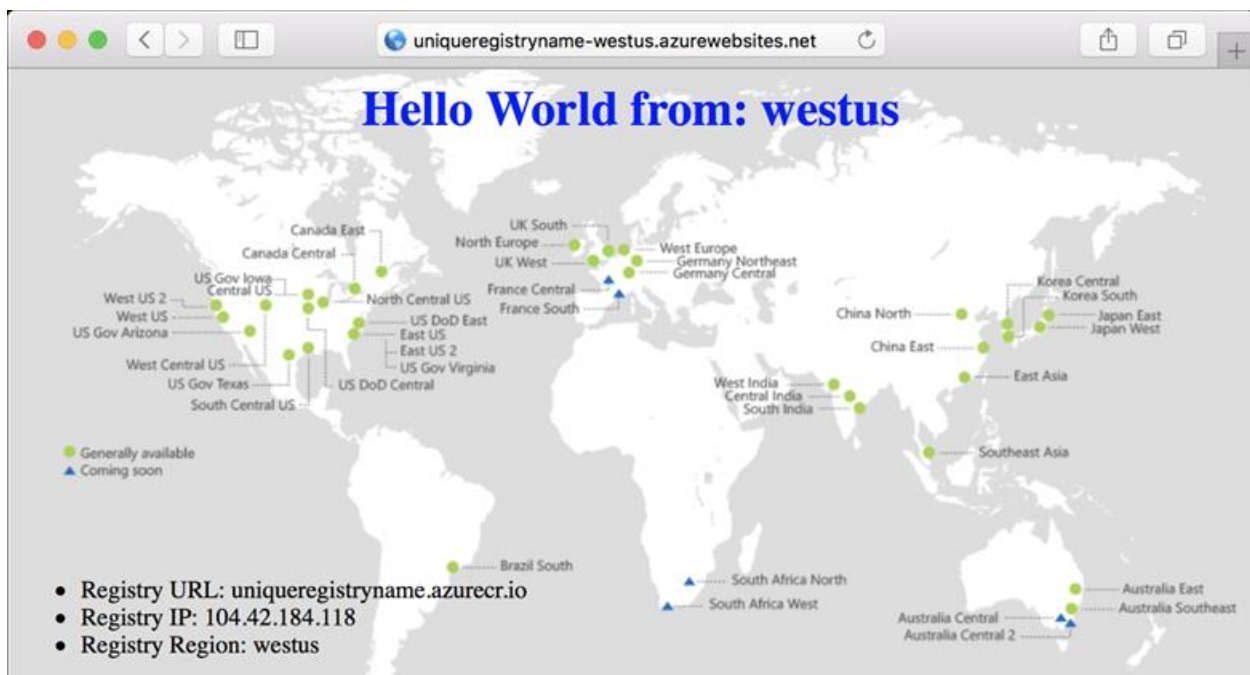 uniqueregistryname-westus.azurewebsites.net
Hello World from: westus
Canada East
Canada Central
US Gov Iowa
Central US
North Central US
West US 2
West US
US Gov Arizona
US DoD East
East US
East US 2
US Gov Virginia
West Central US
US Gov Texas
US DoD Central
South Central US
UK South
North Europe
West Europe
UK West
Germany Northeast
Germany Central
France Central
France South
Korea Central
Korea South
China North
Japan East
Japan West
China East
East Asia
West India
Central India
South India
Generally available
Coming soon
Southeast Asia
Brazil South
South Africa North
South Africa West
Australia East
Australia Southeast
Australia Central
Australia Central 2
• Registry URL: uniqueregistryname.azurecr.io
• Registry IP: 104.42.184.118
• Registry Region: westus